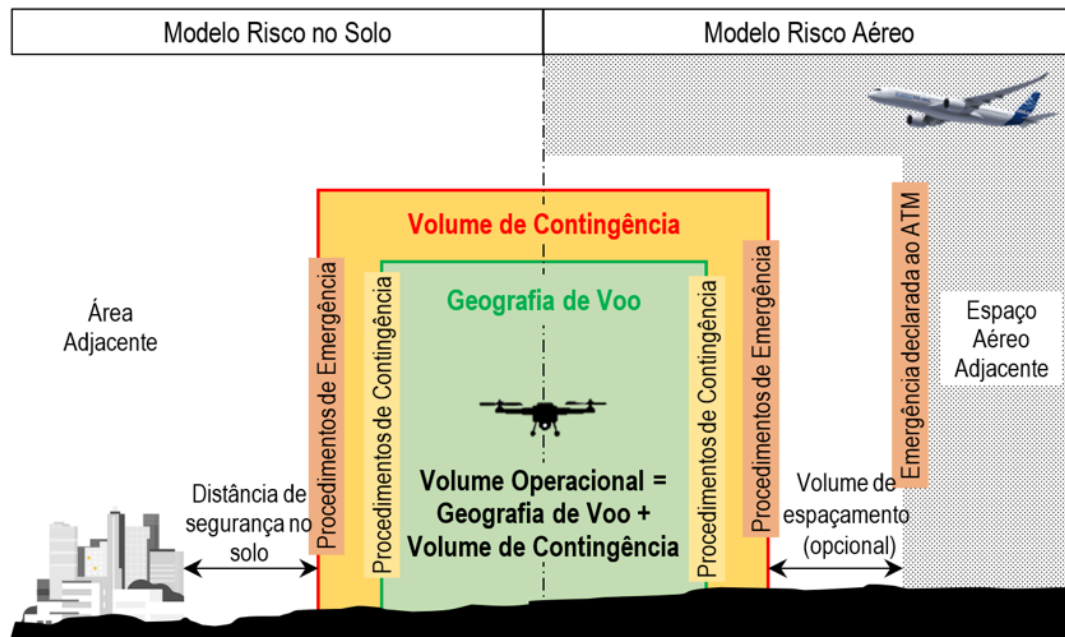 Modelo Risco no Solo
Modelo Risco Aéreo
Volume de Contingência
Geografia de Voo
Área
Adjacente
Procedimentos de Emergência
Procedimentos de Contingência
Procedimentos de Contingência
Procedimentos de Emergência
Emergência declarada ao ATM
Espaço
Aéreo
Adjacente
Volume Operacional =
Geografia de Voo +
Volume de Contingência
Distância de
segurança no
solo
Volume de
espaçamento
(opcional)